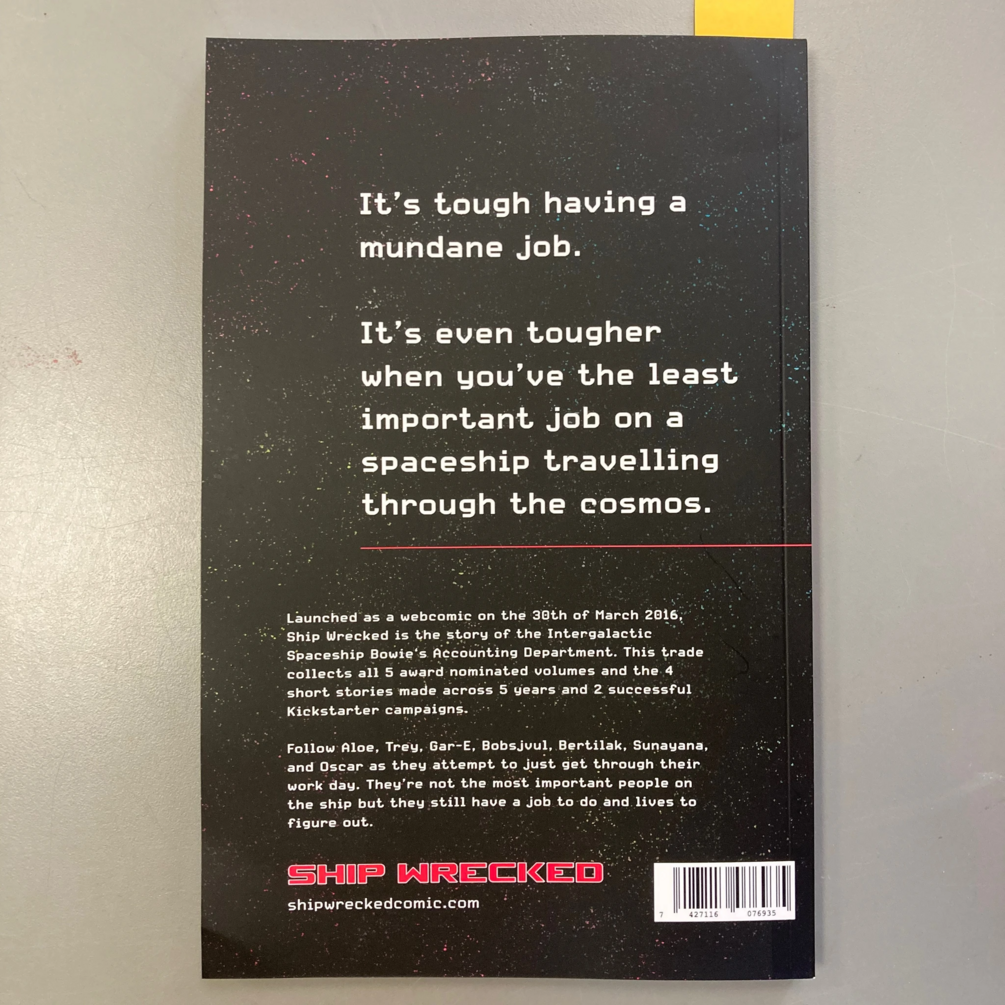 It's tough having a
mundane job.
It's even tougher
when you've the least
important job on a
spaceship travelling
through the cosmos.
Launched as a webcomic on the 30th of March 2016,
Ship Wrecked is the story of the Intergalactic
Spaceship Bowie's Accounting Department. This trade
collects all 5 award nominated volumes and the 4
short stories made across 5 years and 2 successful
Kickstarter campaigns.
Follow Aloe, Trey, Gar-E, Bobsjvul, Bertilak, Sunayana,
and Oscar as they attempt to just get through their
work day. They're not the most important people on
the ship but they still have a job to do and lives to
figure out.
SHIP WRECKED
shipwreckedcomic.com
7 427116 076935